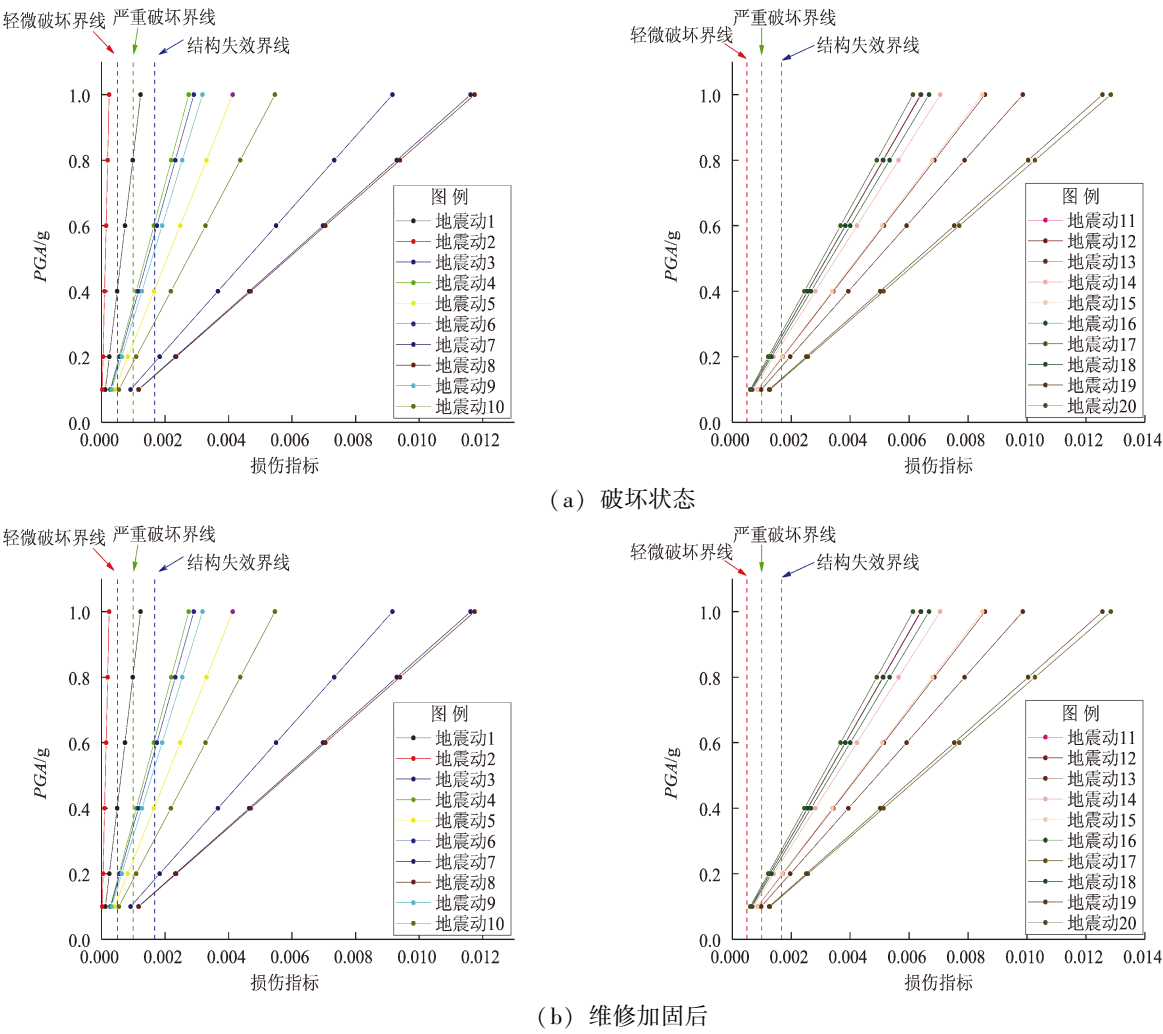 轻微破坏界线
严重破坏界线
结构失效界线
PGA/g
1.0
0.8
0.6
0.4
0.2
0.0
0.000 0.002 0.004 0.006 0.008 0.010 0.012
损伤指标
图 例
地震动1
地震动2
地震动3
地震动4
地震动5
地震动6
地震动7
地震动8
地震动9
地震动10
轻微破坏界线
严重破坏界线
结构失效界线
PGA/g
1.0
0.8
0.6
0.4
0.2
0.0
0.000 0.002 0.004 0.006 0.008 0.010 0.012 0.014
损伤指标
图 例
地震动11
地震动12
地震动13
地震动14
地震动15
地震动16
地震动17
地震动18
地震动19
地震动20
(a) 破坏状态
轻微破坏界线
严重破坏界线
结构失效界线
PGA/g
1.0
0.8
0.6
0.4
0.2
0.0
0.000 0.002 0.004 0.006 0.008 0.010 0.012
损伤指标
图 例
地震动1
地震动2
地震动3
地震动4
地震动5
地震动6
地震动7
地震动8
地震动9
地震动10
轻微破坏界线
严重破坏界线
结构失效界线
PGA/g
1.0
0.8
0.6
0.4
0.2
0.0
0.000 0.002 0.004 0.006 0.008 0.010 0.012 0.014
损伤指标
图 例
地震动11
地震动12
地震动13
地震动14
地震动15
地震动16
地震动17
地震动18
地震动19
地震动20
(b) 维修加固后